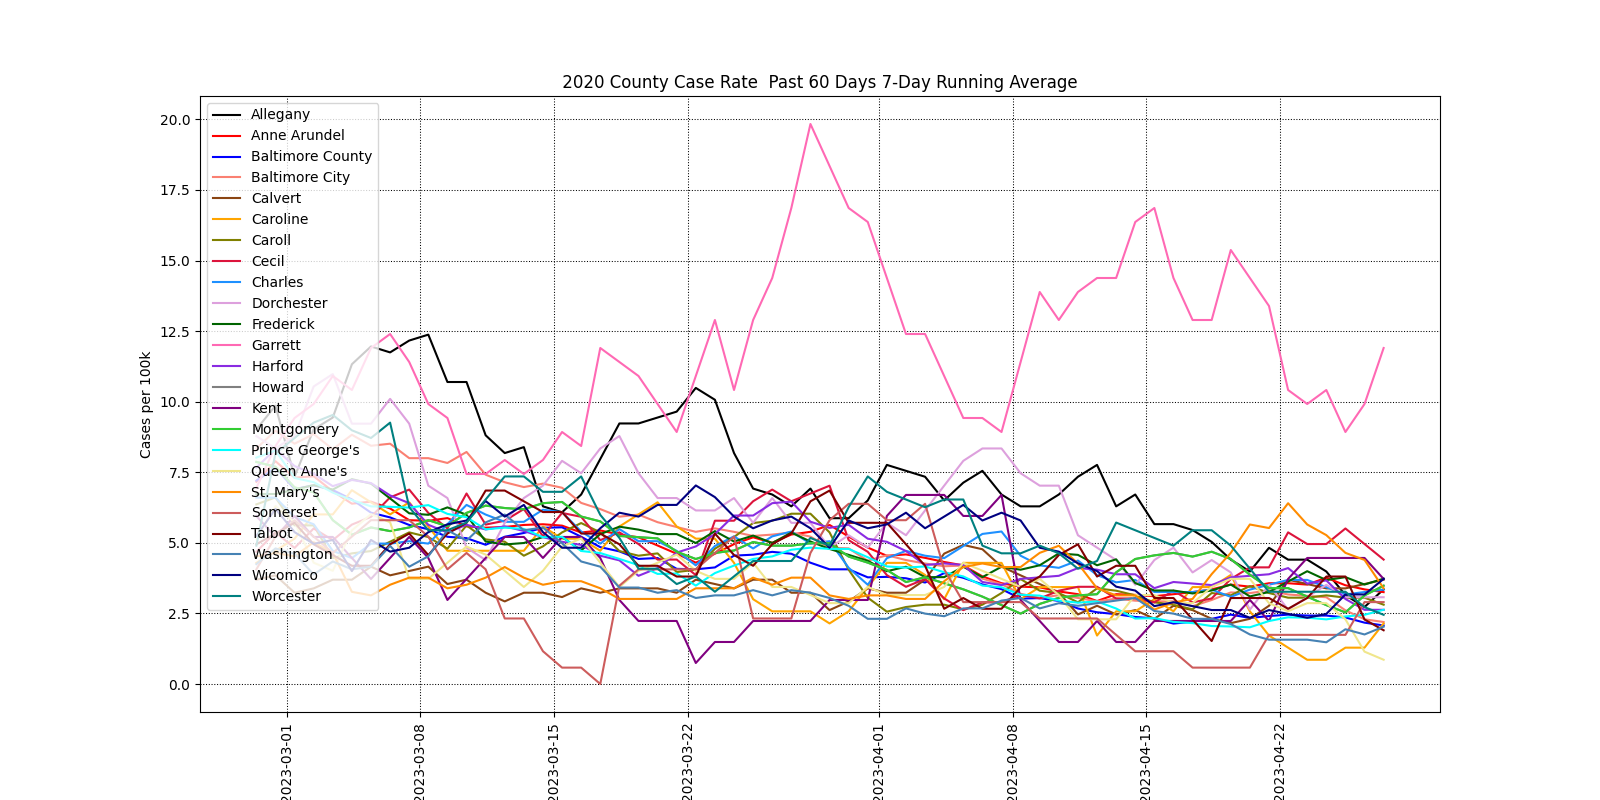 2020 County Case Rate  Past 60 Days 7-Day Running Average
Cases per 100k
20.0
17.5
15.0
12.5
10.0
7.5
5.0
2.5
0.0
Allegany
Anne Arundel
Baltimore County
Baltimore City
Calvert
Caroline
Caroll
Cecil
Charles
Dorchester
Frederick
Garrett
Harford
Howard
Kent
Montgomery
Prince George's
Queen Anne's
St. Mary's
Somerset
Talbot
Washington
Wicomico
Worcester
2023-03-01
2023-03-08
2023-03-15
2023-03-22
2023-04-01
2023-04-08
2023-04-15
2023-04-22